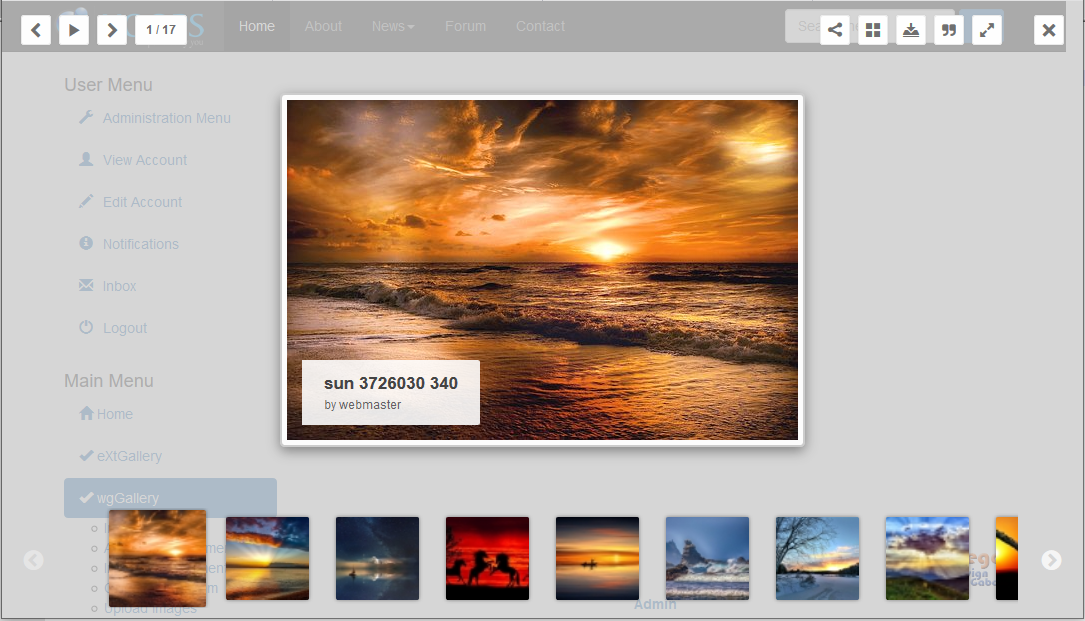 1 / 17
Home
About
News
Forum
Contact
User Menu
Administration Menu
View Account
Edit Account
Notifications
Inbox
Logout
sun 3726030 340
by webmaster
Main Menu
Home
eXtGallery
wgGallery
Upload Images
Admin